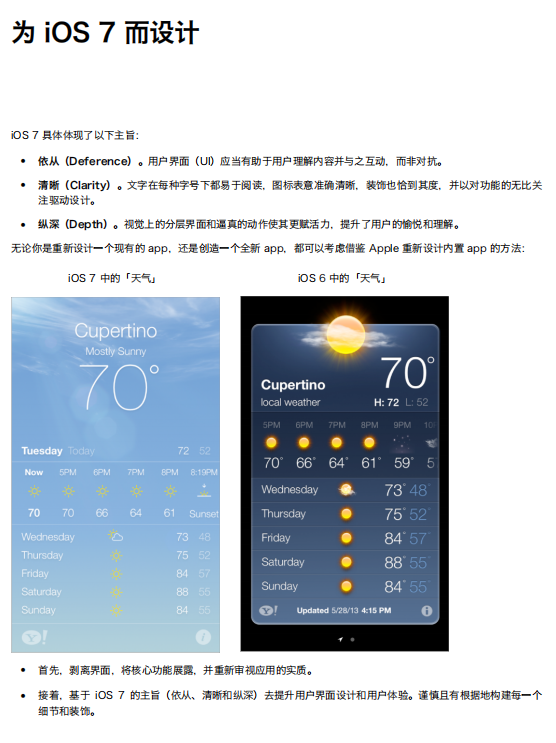 为 iOS 7 而设计
iOS 7 具体体现了以下主旨：
• 依从（Deference）。用户界面（UI）应当有助于用户理解内容并与之互动，而非对抗。
• 清晰（Clarity）。文字在每种字号下都易于阅读，图标表意准确清晰，装饰也恰到其度，并以对功能的无比关
注驱动设计。
• 纵深（Depth）。视觉上的分层界面和逼真的动作使其更赋活力，提升了用户的愉悦和理解。
无论你是重新设计一个现有的 app，还是创造一个全新 app，都可以考虑借鉴 Apple 重新设计内置 app 的方法：
iOS 7 中的「天气」
Cupertino
Mostly Sunny
70°
Tuesday Today 72 52
Now 5PM 6PM 7PM 8PM 8:19PM
70 70 66 64 61 Sunset
Wednesday 73 48
Thursday 75 52
Friday 84 57
Saturday 88 55
Sunday 84 55
Y!
i
iOS 6 中的「天气」
70°
Cupertino
local weather H: 72 L: 52
5PM 6PM 7PM 8PM 9PM 10
70° 66° 64° 61° 59° 5
Wednesday 73° 48°
Thursday 75° 52°
Friday 84° 57°
Saturday 88° 55°
Sunday 84° 55°
Y! Updated 5/28/13 4:15 PM i
• 首先，剥离界面，将核心功能展露，并重新审视应用的实质。
• 接着，基于 iOS 7 的主旨（依从、清晰和纵深）去提升用户界面设计和用户体验。谨慎且有根据地构建每一个
细节和装饰。